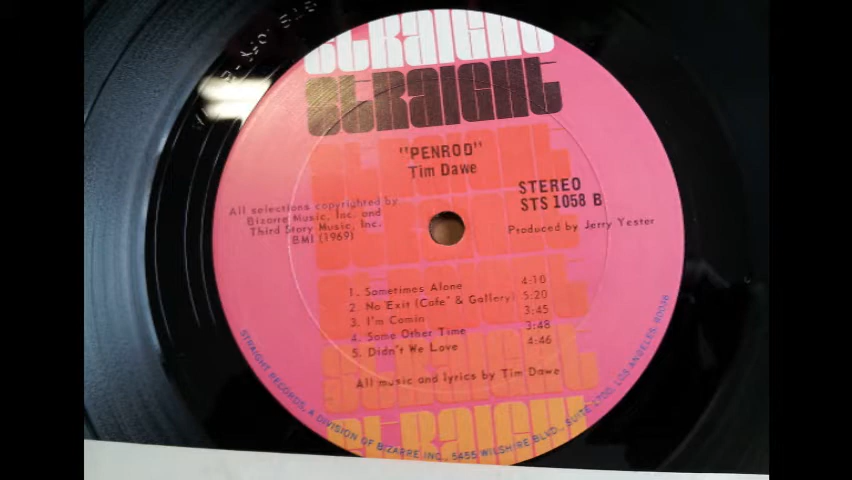 STRAIGHT
STRAIGHT
"PENROD"
Tim Dawe
STEREO
STS 1058 B
All selections copyrighted by
Bizarre Music, Inc. and
Third Story Music, Inc.
BMI (1969)
Produced by Jerry Yester
1. Sometimes Alone 4:10
2. No Exit (Cafe' & Gallery) 5:20
3. I'm Comin 3:45
4. Some Other Time 3:48
5. Didn't We Love 4:46
All music and lyrics by Tim Dawe
STRAIGHT
STRAIGHT
STRAIGHT RECORDS, A DIVISION OF BIZARRE INC., 5455 WILSHIRE BLVD., SUITE 1700, LOS ANGELES, 90036